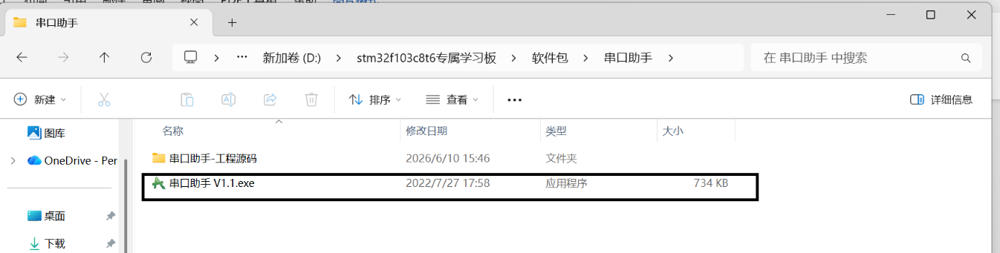 串口助手
新加卷 (D:) stm32f103c8t6专属学习板 软件包 串口助手
在 串口助手 中搜索
新建 排序 查看 详细信息
图库
OneDrive - Per
桌面
下载
名称 修改日期 类型 大小
串口助手-工程源码 2026/6/10 15:46 文件夹
串口助手 V1.1.exe 2022/7/27 17:58 应用程序 734 KB